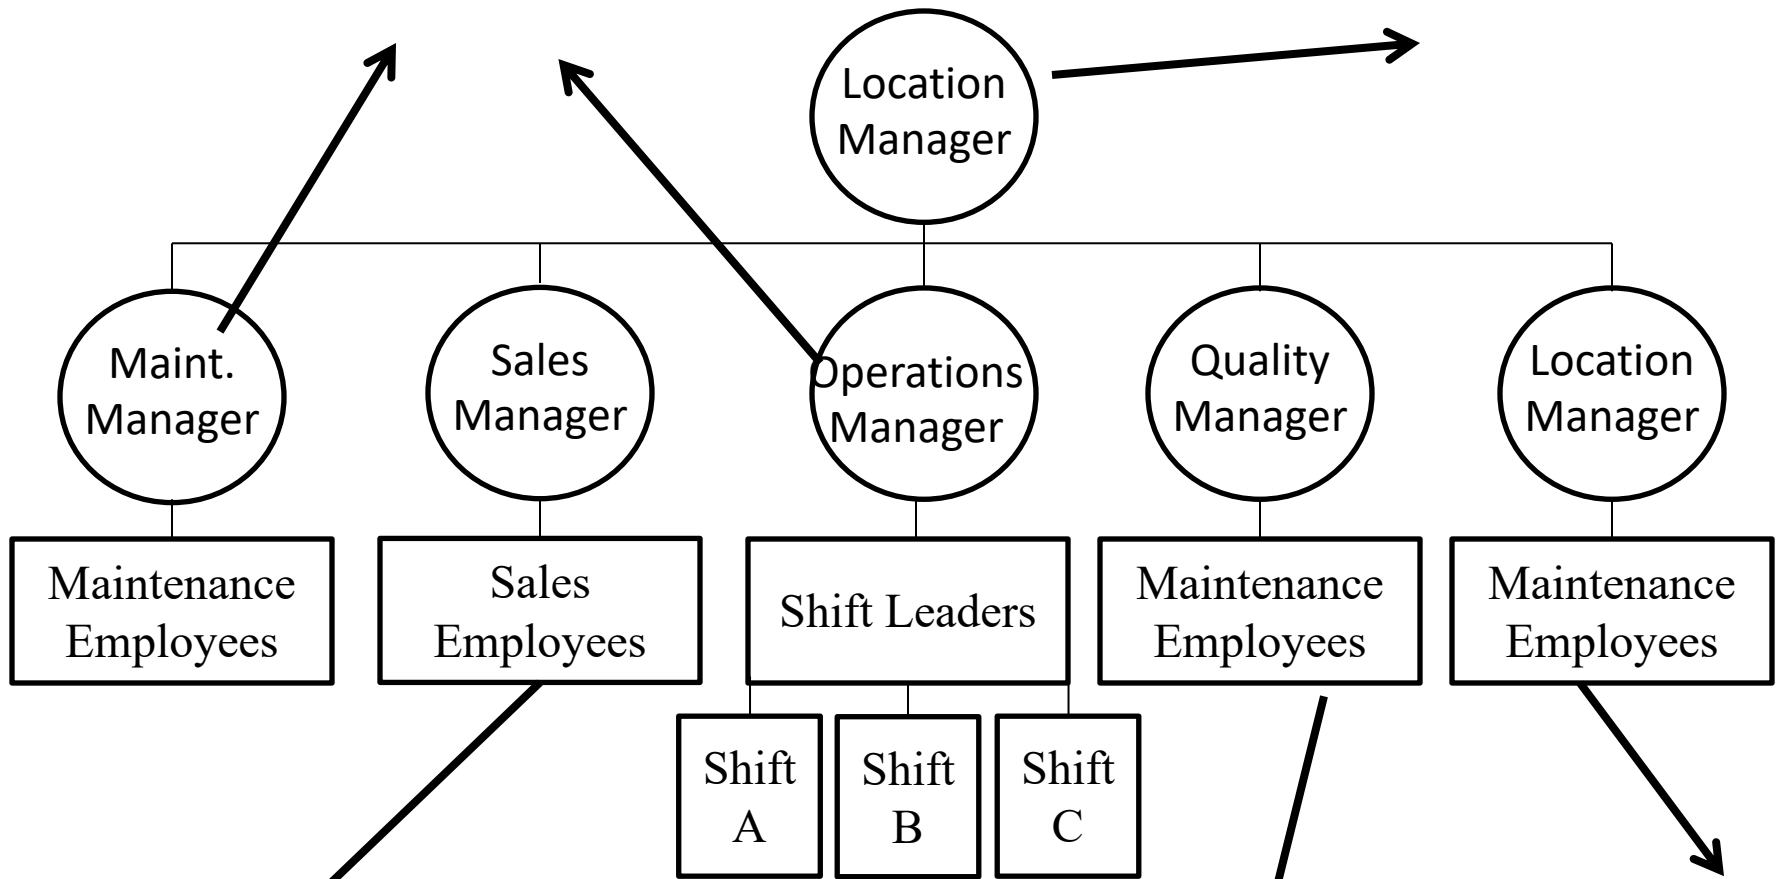 Location
Manager
Maint.
Manager
Sales
Manager
Operations
Manager
Quality
Manager
Location
Manager
Maintenance
Employees
Sales
Employees
Shift Leaders
Maintenance
Employees
Maintenance
Employees
Shift
A
Shift
B
Shift
C